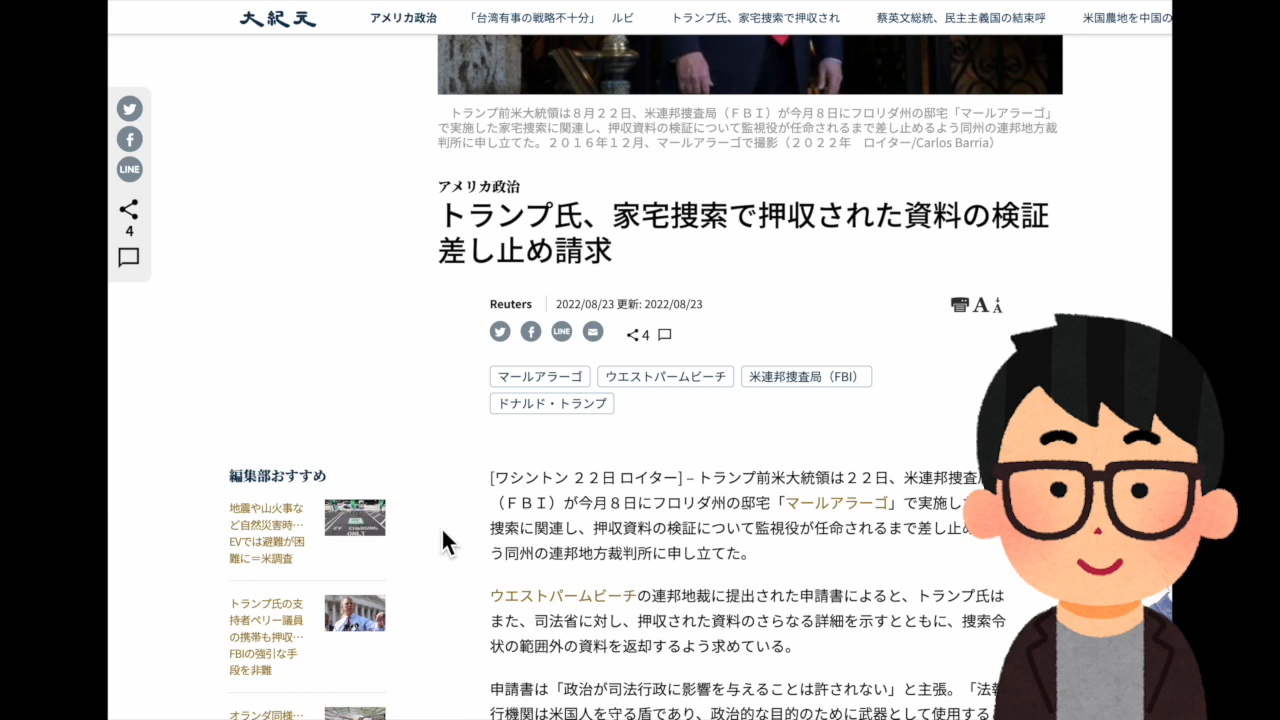 大紀元
アメリカ政治 「台湾有事の戦略不十分」 ルビ トランプ氏、家宅捜索で押収され 蔡英文総統、民主主義国の結束呼 米国農地を中国の
トランプ前米大統領は８月２２日、米連邦捜査局（ＦＢＩ）が今月８日にフロリダ州の邸宅「マールアラーゴ」
で実施した家宅捜索に関連し、押収資料の検証について監視役が任命されるまで差し止めるよう同州の連邦地方裁
判所に申し立てた。２０１６年１２月、マールアラーゴで撮影（２０２２年　ロイター/Carlos Barria）
LINE
4
アメリカ政治
トランプ氏、家宅捜索で押収された資料の検証
差し止め請求
Reuters 2022/08/23 更新: 2022/08/23
A A
LINE 4
マールアラーゴ ウエストパームビーチ 米連邦捜査局（FBI）
ドナルド・トランプ
編集部おすすめ
地震や山火事な
ど自然災害時…
EVでは避難が困
難に＝米調査
トランプ氏の支
持者ペリー議員
の携帯も押収…
FBIの強引な手
段を非難
オランダ同様…
[ワシントン ２２日 ロイター] – トランプ前米大統領は２２日、米連邦捜査
（ＦＢＩ）が今月８日にフロリダ州の邸宅「マールアラーゴ」で実施し
捜索に関連し、押収資料の検証について監視役が任命されるまで差し止
う同州の連邦地方裁判所に申し立てた。
ウエストパームビーチの連邦地裁に提出された申請書によると、トランプ氏は
また、司法省に対し、押収された資料のさらなる詳細を示すとともに、捜索令
状の範囲外の資料を返却するよう求めている。
申請書は「政治が司法行政に影響を与えることは許されない」と主張。「法執
行機関は米国人を守る盾であり、政治的な目的のために武器として使用する